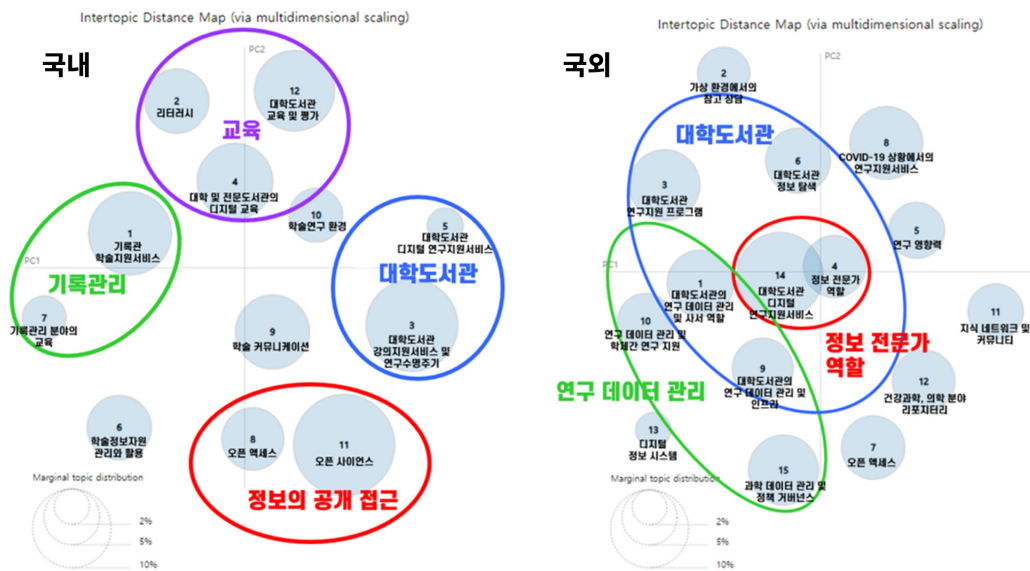 Intertopic Distance Map (via multidimensional scaling)
국내
PC2
PC1
2
리터러시
12
대학도서관
교육 및 평가
교육
4
대학 및 전문도서관의
디지털 교육
10
학술연구 환경
1
기록관
학술지원서비스
기록관리
7
기록관리 분야의
교육
5
대학도서관
디지털 연구지원서비스
대학도서관
3
대학도서관
강의지원서비스 및
연구수명주기
9
학술 커뮤니케이션
6
학술정보자원
관리와 활용
8
오픈 액세스
11
오픈 사이언스
정보의 공개 접근
Marginal topic distribution
2%
5%
10%
Intertopic Distance Map (via multidimensional scaling)
국외
PC2
PC1
2
가상 환경에서의
참고 상담
대학도서관
8
COVID-19 상황에서의
연구지원서비스
6
대학도서관
정보 탐색
3
대학도서관
연구지원 프로그램
5
연구 영향력
4
정보 전문가
역할
14
대학도서관
디지털
연구지원서비스
1
대학도서관의
연구 데이터 관리
및 사서 역할
10
연구 데이터 관리 및
학제간 연구 지원
11
지식 네트워크 및
커뮤니티
정보 전문가
역할
9
대학도서관의
연구 데이터 관리 및
인프라
연구 데이터 관리
12
건강과학, 의학 분야
리포지터리
13
디지털
정보 시스템
7
오픈 액세스
15
과학 데이터 관리 및
정책 거버넌스
Marginal topic distribution
2%
5%
10%